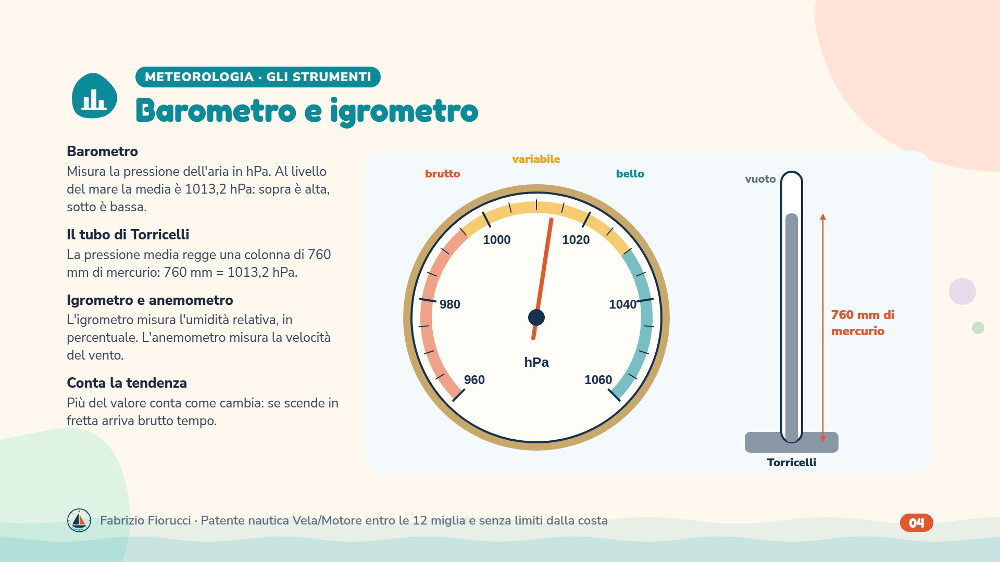 METEOROLOGIA · GLI STRUMENTI
Barometro e igrometro
Barometro
Misura la pressione dell'aria in hPa. Al livello
del mare la media è 1013,2 hPa: sopra è alta,
sotto è bassa.
Il tubo di Torricelli
La pressione media regge una colonna di 760
mm di mercurio: 760 mm = 1013,2 hPa.
Igrometro e anemometro
L'igrometro misura l'umidità relativa, in
percentuale. L'anemometro misura la velocità
del vento.
Conta la tendenza
Più del valore conta come cambia: se scende in
fretta arriva brutto tempo.
variabile
brutto
bello
1000
1020
980
1040
hPa
960
1060
vuoto
760 mm di
mercurio
Torricelli
Fabrizio Fiorucci · Patente nautica Vela/Motore entro le 12 miglia e senza limiti dalla costa
04